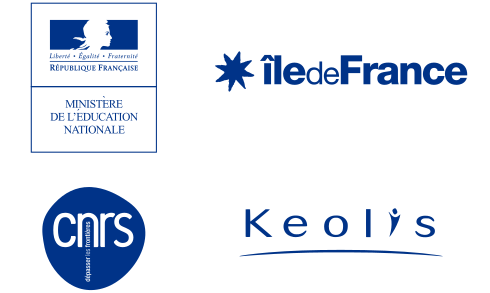 Liberté • Égalité • Fraternité
RÉPUBLIQUE FRANÇAISE
MINISTÈRE
DE L'ÉDUCATION
NATIONALE
îledeFrance
cnrs
dépasser les frontières
Keolis